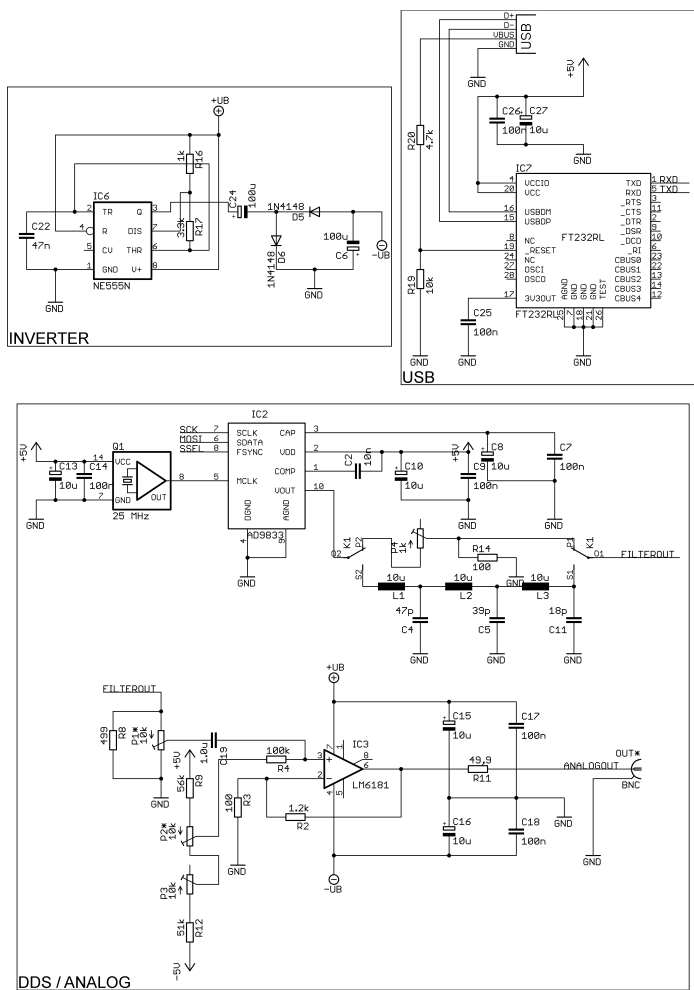 D+
D-
VBUS
GND
USB
GND
+5V
R20
4.7k
C26
100n
C27
10u
GND
IC7
4 VCCIO TXD 1 RXD
20 VCC RXD 5 TXD
_RTS 3
16 USBDM _CTS 11
15 USBDP _DTR 2
_DSR 9
8 NC _DCD 10
19 _RESET _RI 6
24 NC CBUS0 23
27 OSCI CBUS1 22
28 OSCO CBUS2 13
CBUS3 14
17 3V3OUT CBUS4 12
FT232RL
AGND GND GND GND TEST
FT232RL
25 7 18 21 26
R19
10k
C25
100n
GND
GND
GND
USB
+UB
1k
R16
IC6
2 TR Q 3
4 R DIS 7
5 CV THR 6
1 GND V+ 8
NE555N
C22
47n
3.3k
R17
C24
100u
1N4148
D5
1N4148
D6
100u
C6
-UB
GND
GND
INVERTER
+5V
C13
10u
C14
100n
GND
Q1
14
VCC
GND
7
OUT
8
25 MHz
IC2
SCK 7 SCLK CAP 3
MOSI 6 SDATA VDD 2
SSEL 8 FSYNC COMP 1
5 MCLK VOUT 10
DGND AGND
4 9
AD9833
GND
C2
10n
C10
10u
GND
+5V
C9
100n
GND
C8
10u
C7
100n
GND
O2
K1
P2
S2
P4
1k
R14
100
GND
P1
K1
S1
O1
FILTEROUT
10u
L1
10u
L2
10u
L3
47p
C4
39p
C5
18p
C11
GND
GND
GND
FILTEROUT
499
R8
P1*
10k
GND
1.0u
C19
+5V
56k
R9
P2*
10k
P3
10k
51k
R12
-5V
100k
R4
100
R3
GND
1.2k
R2
+UB
IC3
3
2
7
1
8
6
4
5
LM6181
-UB
C15
10u
C17
100n
C16
10u
C18
100n
GND
49,9
R11
ANALOGOUT
OUT*
BNC
GND
DDS / ANALOG